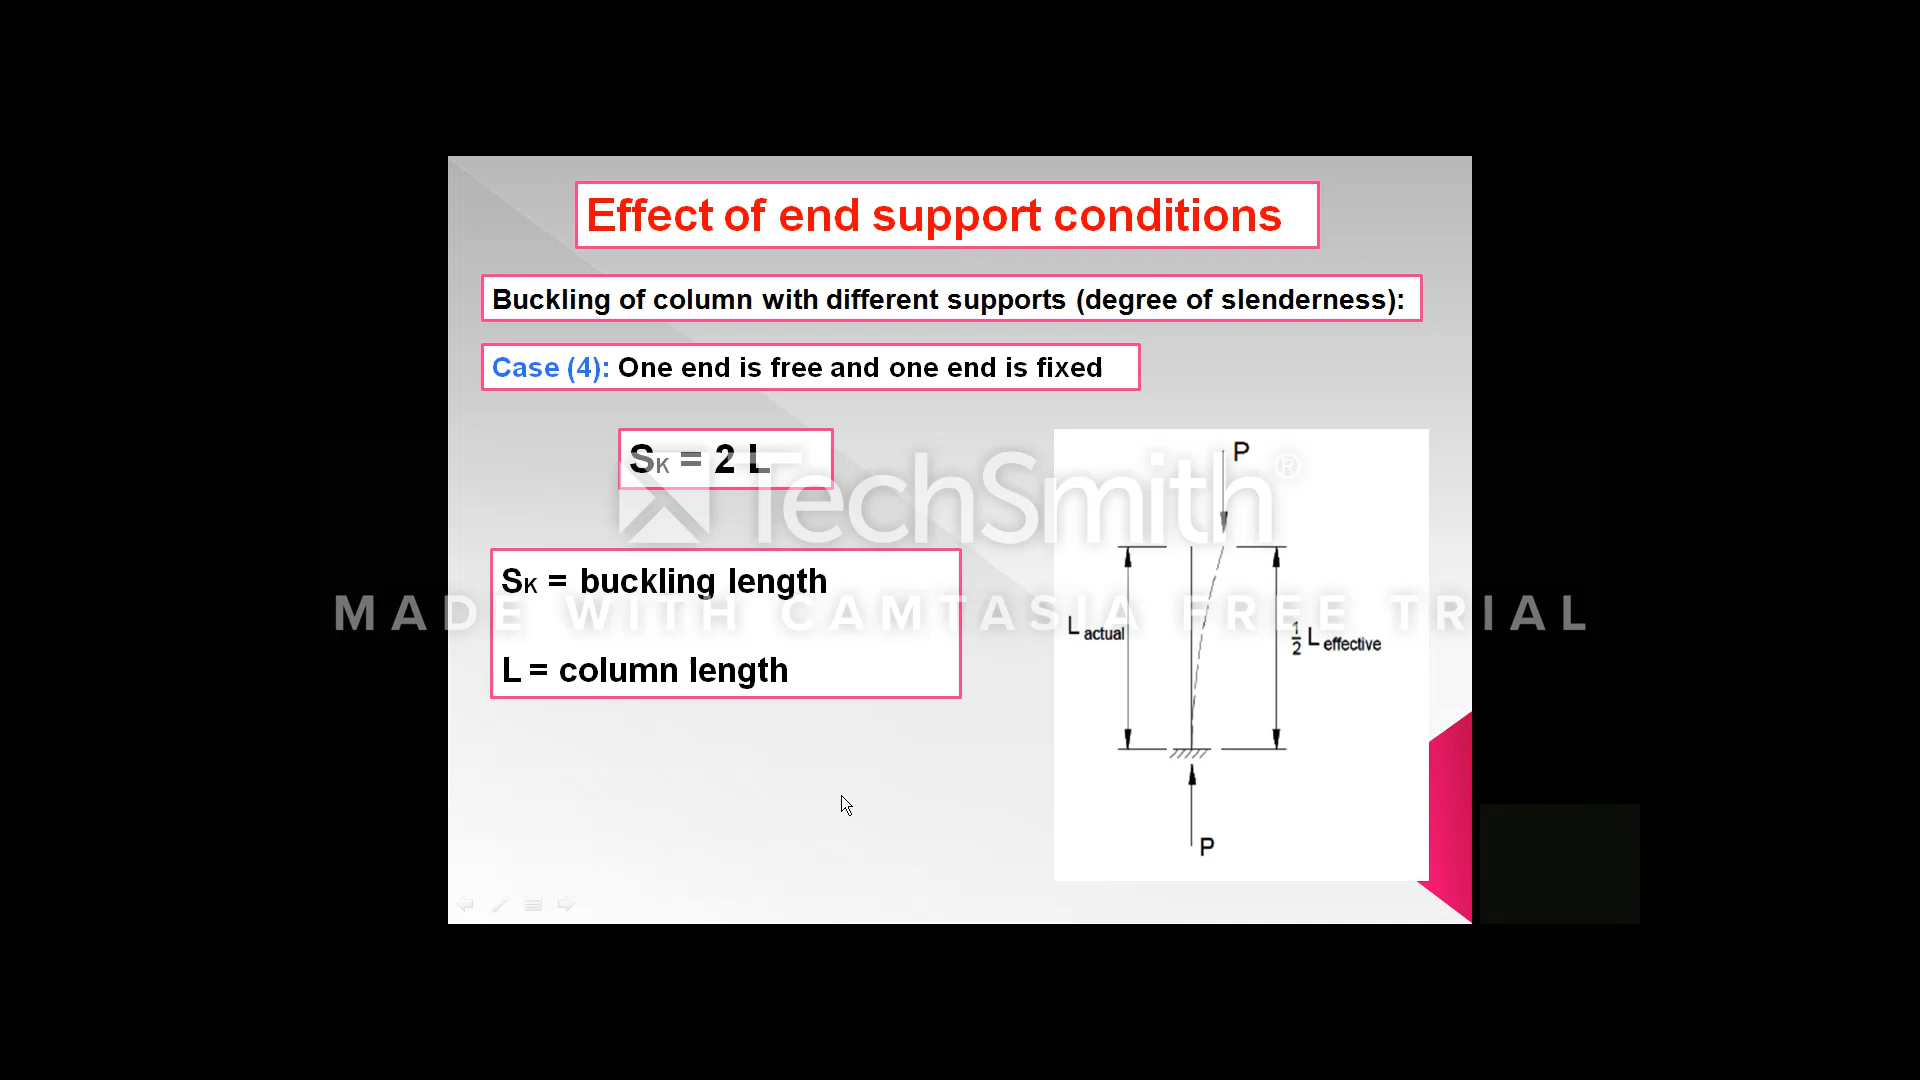 Effect of end support conditions
Buckling of column with different supports (degree of slenderness):
Case (4): One end is free and one end is fixed
SK = 2 L
TechSmith®
MADE WITH CAMTASIA FREE TRIAL
SK = buckling length
L = column length
P
L actual
1/2 L effective
P